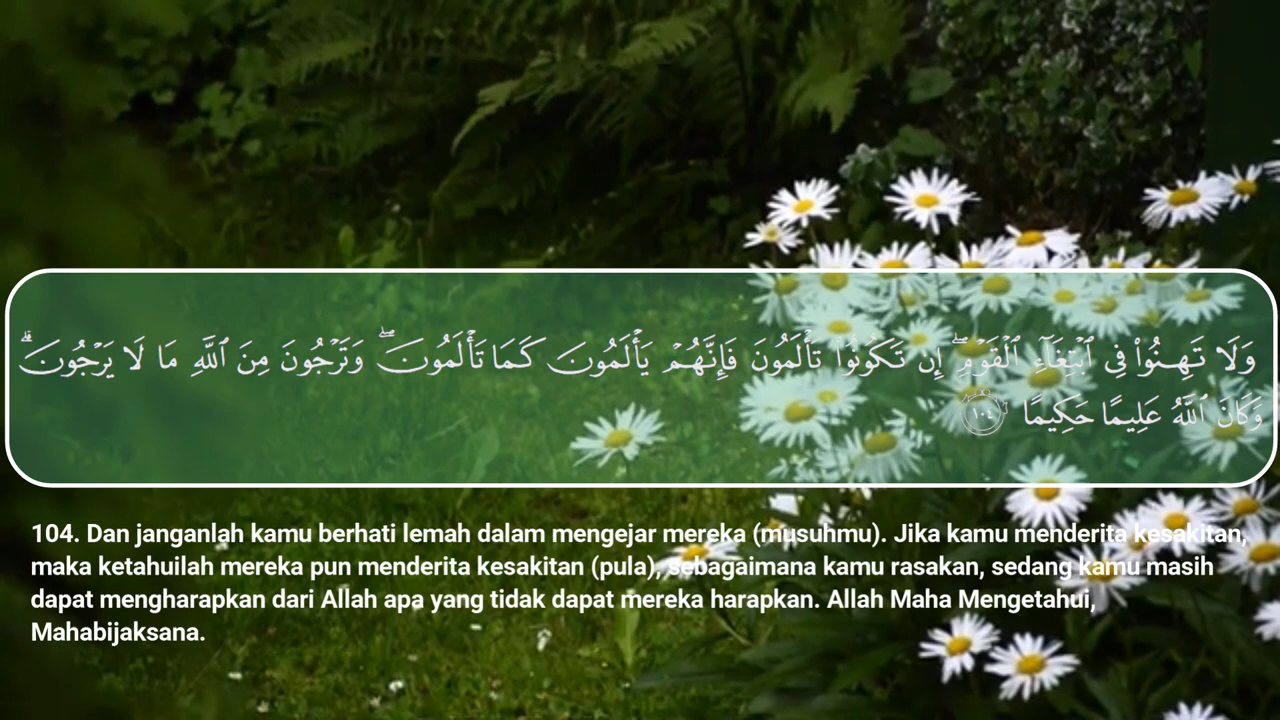 وَلَا تَهِنُوا۟ فِى ٱبْتِغَآءِ ٱلْقَوْمِ ۖ إِن تَكُونُوا۟ تَأْلَمُونَ فَإِنَّهُمْ يَأْلَمُونَ كَمَا تَأْلَمُونَ ۖ وَتَرْجُونَ مِنَ ٱللَّهِ مَا لَا يَرْجُونَ ۗ
وَكَانَ ٱللَّهُ عَلِيمًا حَكِيمًا ١٠٤
104. Dan janganlah kamu berhati lemah dalam mengejar mereka (musuhmu). Jika kamu menderita kesakitan,
maka ketahuilah mereka pun menderita kesakitan (pula), sebagaimana kamu rasakan, sedang kamu masih
dapat mengharapkan dari Allah apa yang tidak dapat mereka harapkan. Allah Maha Mengetahui,
Mahabijaksana.